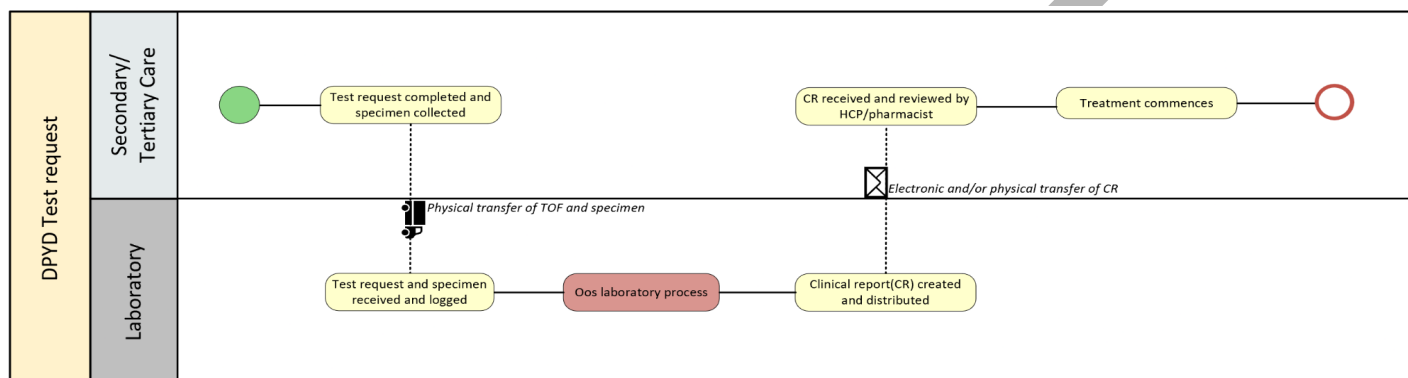 DPYD Test request
Secondary/
Tertiary Care
Test request completed and
specimen collected
CR received and reviewed by
HCP/pharmacist
Treatment commences
Electronic and/or physical transfer of CR
Physical transfer of TOF and specimen
Laboratory
Test request and specimen
received and logged
Oos laboratory process
Clinical report(CR) created
and distributed